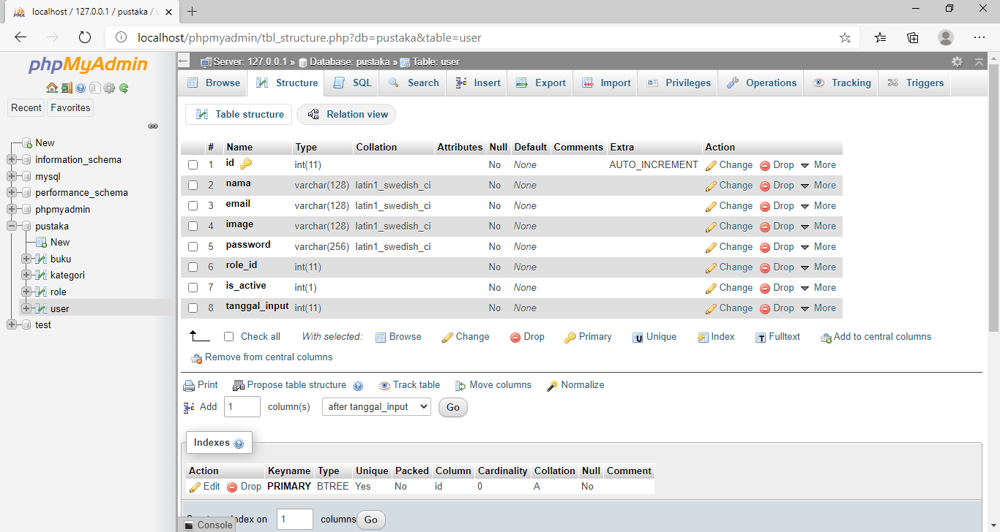 localhost / 127.0.0.1 / pustaka /
localhost/phpmyadmin/tbl_structure.php?db=pustaka&table=user
phpMyAdmin
Recent Favorites
New
information_schema
mysql
performance_schema
phpmyadmin
pustaka
New
buku
kategori
role
user
test
Server: 127.0.0.1 » Database: pustaka » Table: user
Browse Structure SQL Search Insert Export Import Privileges Operations Tracking Triggers
Table structure Relation view
# Name Type Collation Attributes Null Default Comments Extra Action
1 id int(11) No None AUTO_INCREMENT Change Drop More
2 nama varchar(128) latin1_swedish_ci No None Change Drop More
3 email varchar(128) latin1_swedish_ci No None Change Drop More
4 image varchar(128) latin1_swedish_ci No None Change Drop More
5 password varchar(256) latin1_swedish_ci No None Change Drop More
6 role_id int(11) No None Change Drop More
7 is_active int(1) No None Change Drop More
8 tanggal_input int(11) No None Change Drop More
Check all With selected: Browse Change Drop Primary Unique Index Fulltext Add to central columns
Remove from central columns
Print Propose table structure Track table Move columns Normalize
Add 1 column(s) after tanggal_input Go
Indexes
Action Keyname Type Unique Packed Column Cardinality Collation Null Comment
Edit Drop PRIMARY BTREE Yes No id 0 A No
index on 1 columns Go
Console